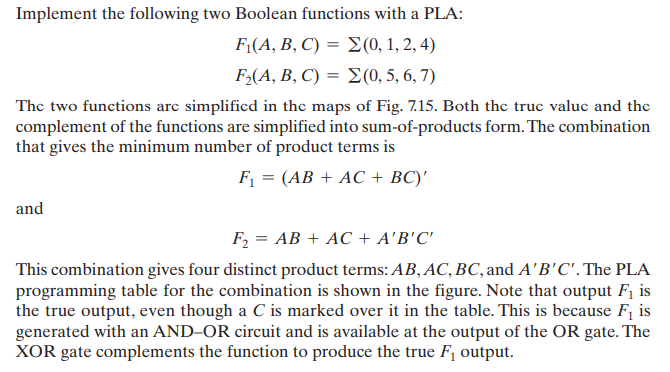 Implement the following two Boolean functions with a PLA:
F₁(A, B, C) = Σ(0, 1, 2, 4)
F₂(A, B, C) = Σ(0, 5, 6, 7)
The two functions are simplified in the maps of Fig. 7.15. Both the true value and the
complement of the functions are simplified into sum-of-products form. The combination
that gives the minimum number of product terms is
F₁ = (AB + AC + BC)′
and
F₂ = AB + AC + A′B′C′
This combination gives four distinct product terms: AB, AC, BC, and A′B′C′. The PLA
programming table for the combination is shown in the figure. Note that output F₁ is
the true output, even though a C is marked over it in the table. This is because F₁ is
generated with an AND–OR circuit and is available at the output of the OR gate. The
XOR gate complements the function to produce the true F₁ output.